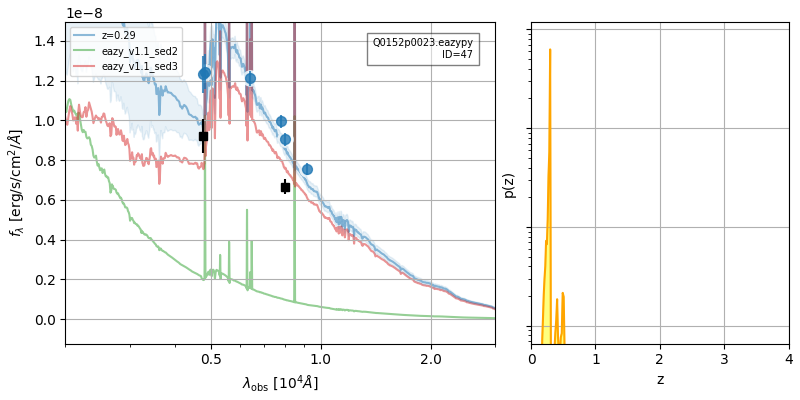 1e−8
z=0.29
eazy_v1.1_sed2
eazy_v1.1_sed3
Q0152p0023.eazypy
ID=47
1.4
1.2
1.0
0.8
0.6
0.4
0.2
0.0
f_λ [erg/s/cm²/Å]
0.5 1.0 2.0
λ_obs [10⁴Å]
p(z)
0 1 2 3 4
z